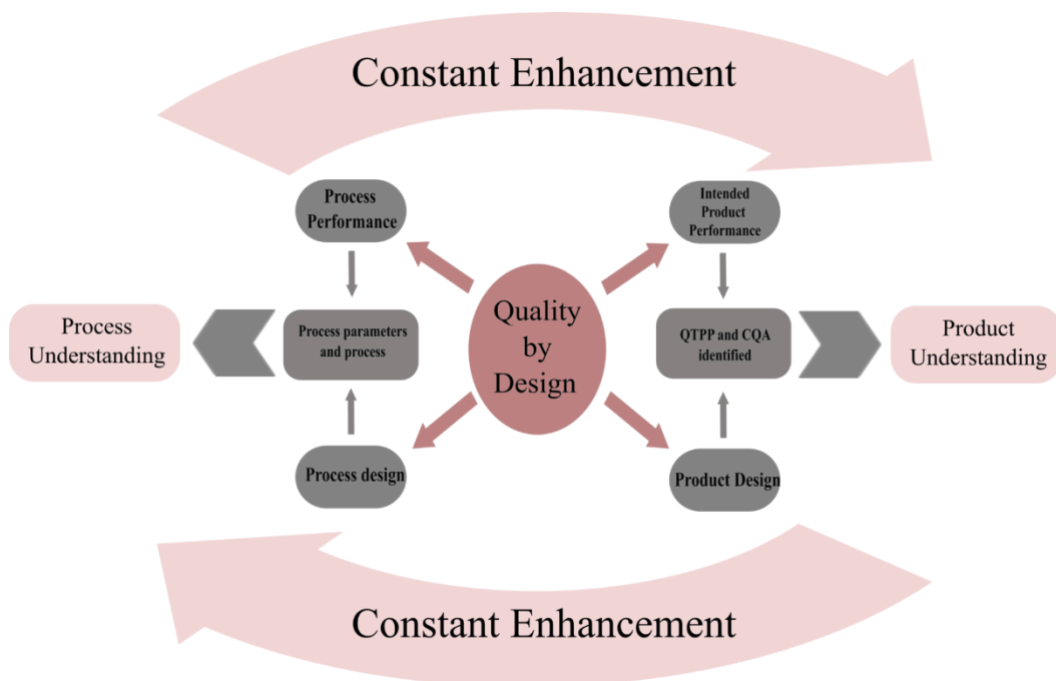 Constant Enhancement
Process
Performance
Intended
Product
Performance
Process
Understanding
Process parameters
and process
Quality
by
Design
QTPP and CQA
identified
Product
Understanding
Process design
Product Design
Constant Enhancement